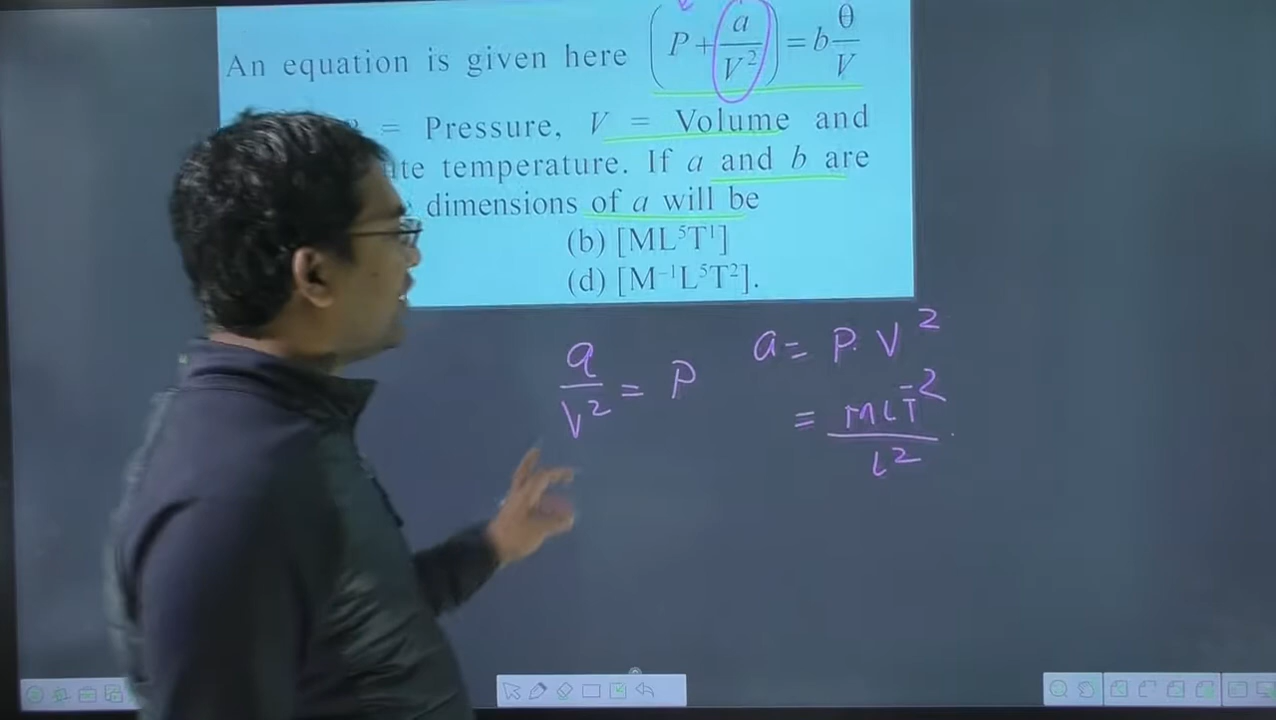 An equation is given here (P + a/V²) = b θ/V
= Pressure, V = Volume and
temperature. If a and b are
dimensions of a will be
(b) [ML⁵T¹]
(d) [M⁻¹L⁵T²].
a/V² = P
a = P. V²
= MLT⁻²/L²